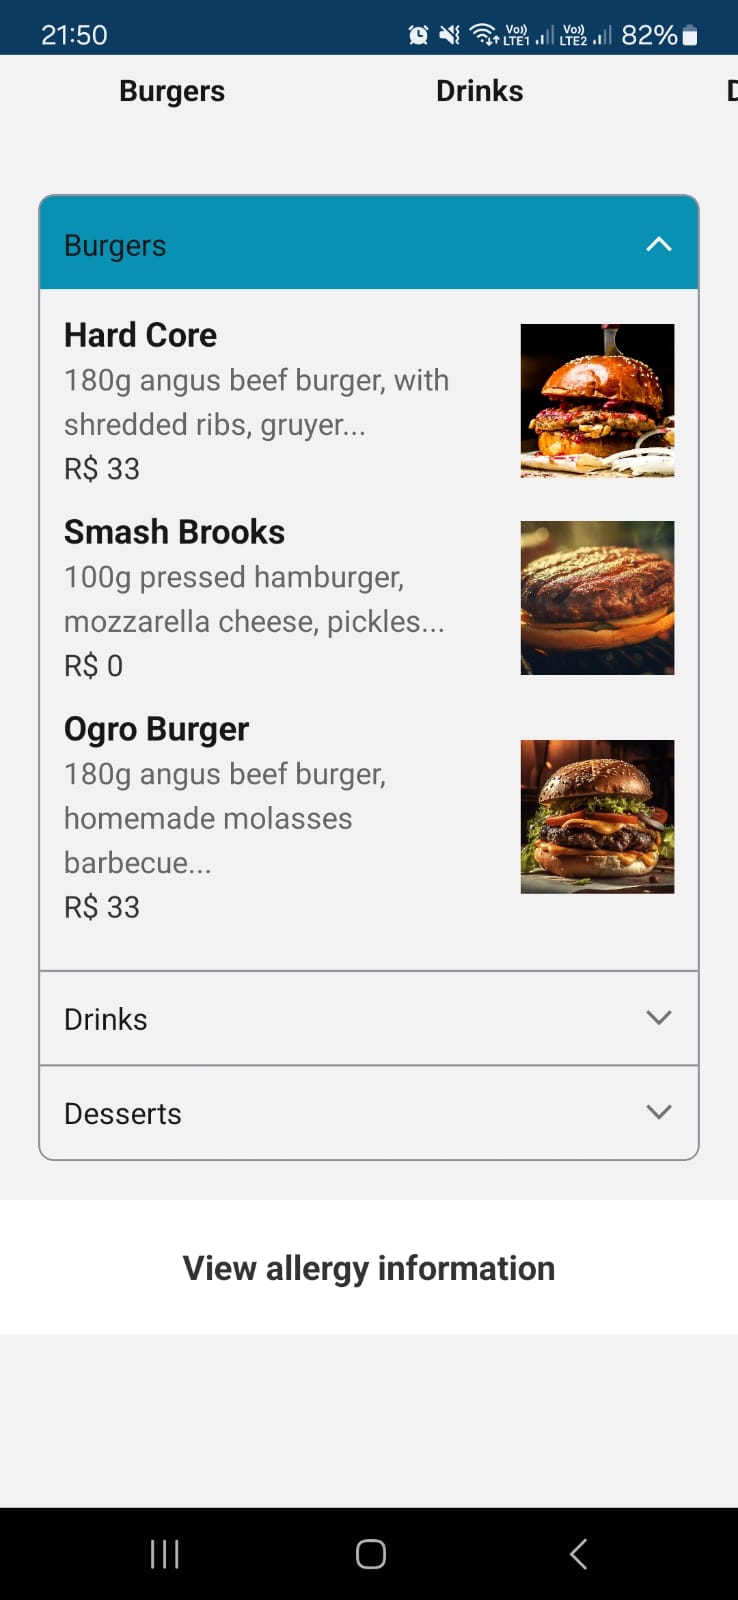 21:50 Vo)) LTE1 Vo)) LTE2 82%
Burgers Drinks
Burgers
Hard Core
180g angus beef burger, with
shredded ribs, gruyer...
R$ 33
Smash Brooks
100g pressed hamburger,
mozzarella cheese, pickles...
R$ 0
Ogro Burger
180g angus beef burger,
homemade molasses
barbecue...
R$ 33
Drinks
Desserts
View allergy information